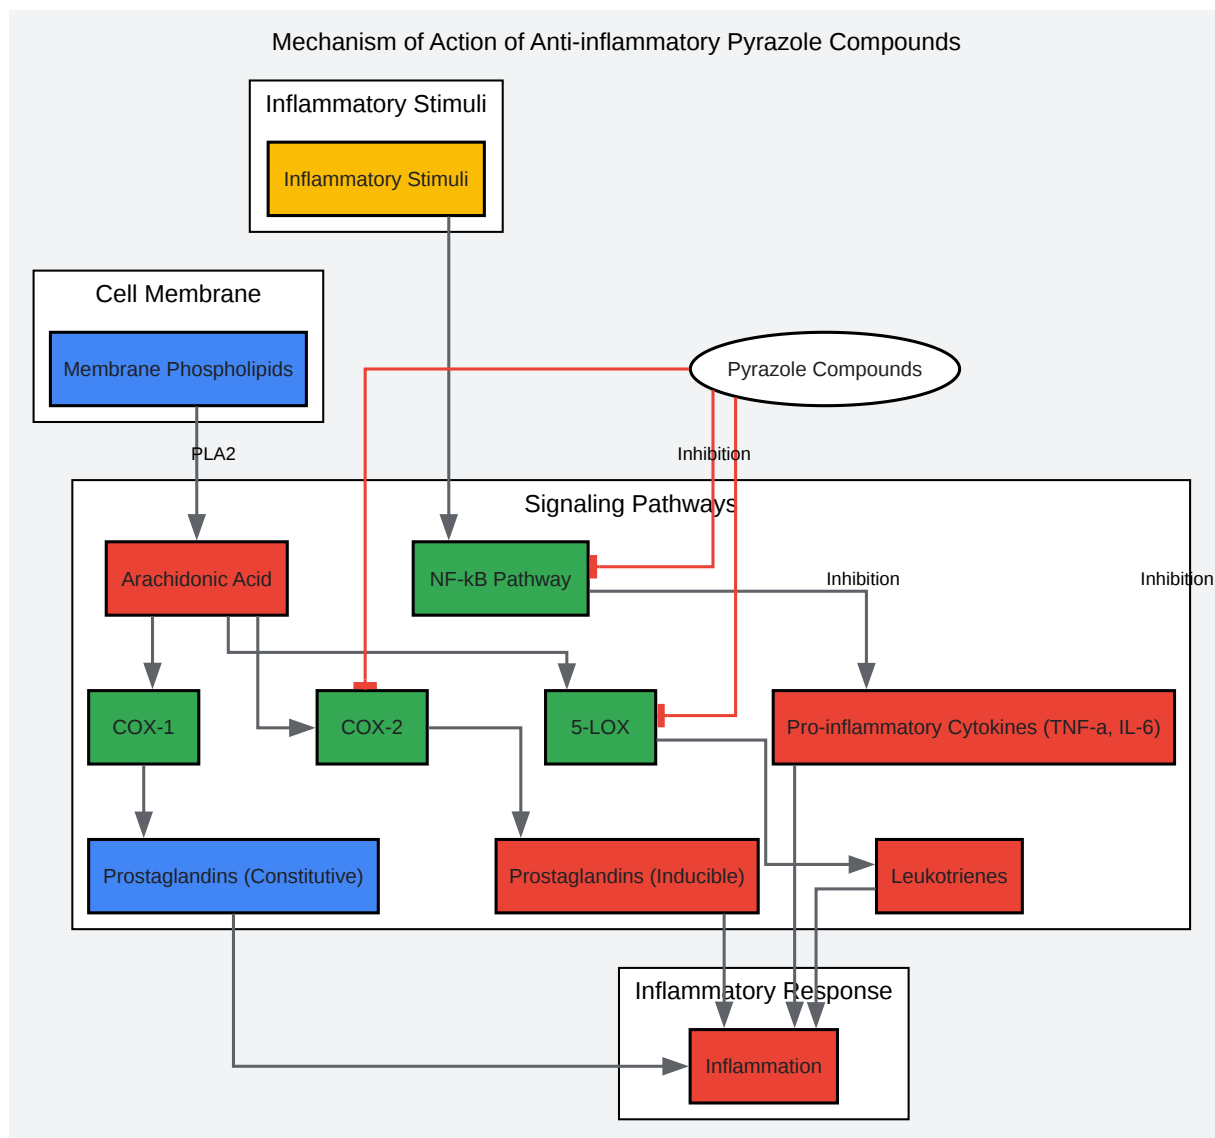 Mechanism of Action of Anti-inflammatory Pyrazole Compounds
Inflammatory Stimuli
Inflammatory Stimuli
Cell Membrane
Membrane Phospholipids
Pyrazole Compounds
PLA2
Inhibition
Signaling Pathways
Arachidonic Acid
NF-kB Pathway
Inhibition
Inhibition
COX-1
COX-2
5-LOX
Pro-inflammatory Cytokines (TNF-a, IL-6)
Prostaglandins (Constitutive)
Prostaglandins (Inducible)
Leukotrienes
Inflammatory Response
Inflammation